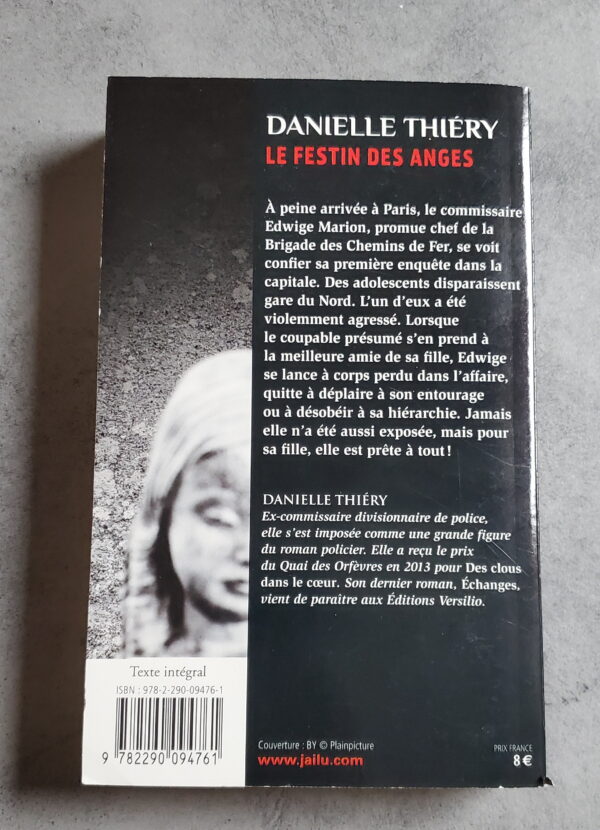 DANIELLE THIÉRY
LE FESTIN DES ANGES
À peine arrivée à Paris, le commissaire
Edwige Marion, promue chef de la
Brigade des Chemins de Fer, se voit
confier sa première enquête dans la
capitale. Des adolescents disparaissent
gare du Nord. L'un d'eux a été
violemment agressé. Lorsque
le coupable présumé s'en prend à
la meilleure amie de sa fille, Edwige
se lance à corps perdu dans l'affaire,
quitte à déplaire à son entourage
ou à désobéir à sa hiérarchie. Jamais
elle n'a été aussi exposée, mais pour
sa fille, elle est prête à tout !
DANIELLE THIÉRY
Ex-commissaire divisionnaire de police,
elle s'est imposée comme une grande figure
du roman policier. Elle a reçu le prix
du Quai des Orfèvres en 2013 pour Des clous
dans le cœur. Son dernier roman, Échanges,
vient de paraître aux Éditions Versilio.
Texte intégral
ISBN : 978-2-290-09476-1
9 782290 094761
Couverture : BY © Plainpicture
www.jailu.com
PRIX FRANCE
8 €